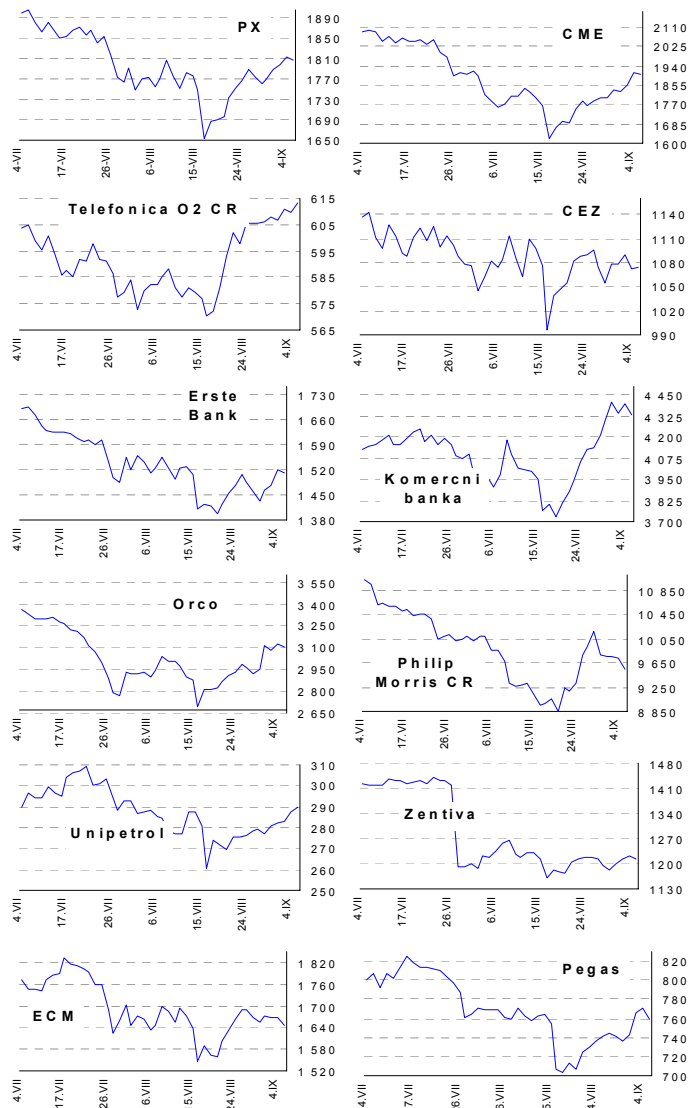 PX
1890
1850
1810
1770
1730
1690
1650
4-VII 17-VII 26-VII 6-VIII 15-VIII 24-VIII 4-IX
CME
2110
2025
1940
1855
1770
1685
1600
4.VII 17.VII 26.VII 6.VIII 15.VIII 24.VIII 4.IX
Telefonica O2 CR
615
605
595
585
575
565
4.VII 17.VII 26.VII 6.VIII 15.VIII 24.VIII 4.IX
CEZ
1140
1110
1080
1050
1020
990
4.VII 17.VII 26.VII 6.VIII 15.VIII 24.VIII 4.IX
Erste
Bank
1 730
1 660
1 590
1 520
1 450
1 380
4.VII 17.VII 26.VII 6.VIII 15.VIII 24.VIII 4.IX
Komercni
banka
4 450
4 325
4 200
4 075
3 950
3 825
3 700
4.VII 17.VII 26.VII 6.VIII 15.VIII 24.VIII 4.IX
Orco
3 550
3 400
3 250
3 100
2 950
2 800
2 650
4.VII 17.VII 26.VII 6.VIII 15.VIII 24.VIII 4.IX
Philip
Morris CR
10 850
10 450
10 050
9 650
9 250
8 850
4.VII 17.VII 26.VII 6.VIII 15.VIII 24.VIII 4.IX
Unipetrol
310
300
290
280
270
260
250
4.VII 17.VII 26.VII 6.VIII 15.VIII 24.VIII 4.IX
Zentiva
1480
1410
1340
1270
1200
1130
4.VII 17.VII 26.VII 6.VIII 15.VIII 24.VIII 4.IX
ECM
1 820
1 760
1 700
1 640
1 580
1 520
4.VII 17.VII 26.VII 6.VIII 15.VIII 24.VIII 4.IX
Pegas
820
800
780
760
740
720
700
4.VII 17.VII 26.VII 6.VIII 5.VIII 4.VIII 4.IX